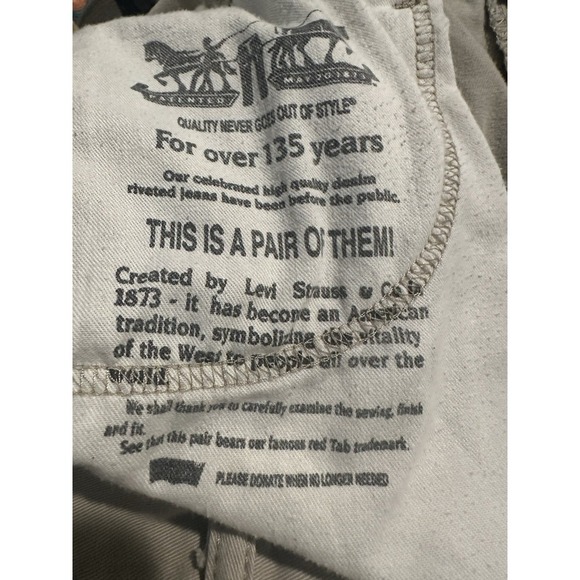 PATENTED MAY 20 1873
QUALITY NEVER GOES OUT OF STYLE®
For over 135 years
Our celebrated high quality denim
riveted jeans have been before the public.
THIS IS A PAIR O' THEM!
Created by Levi Strauss & Co in
1873 - it has become an American
tradition, symbolizing the vitality
of the West to people all over the
world.
We shall thank you to carefully examine the sewing, finish
and fit.
See that this pair bears our famous red Tab trademark.
PLEASE DONATE WHEN NO LONGER NEEDED